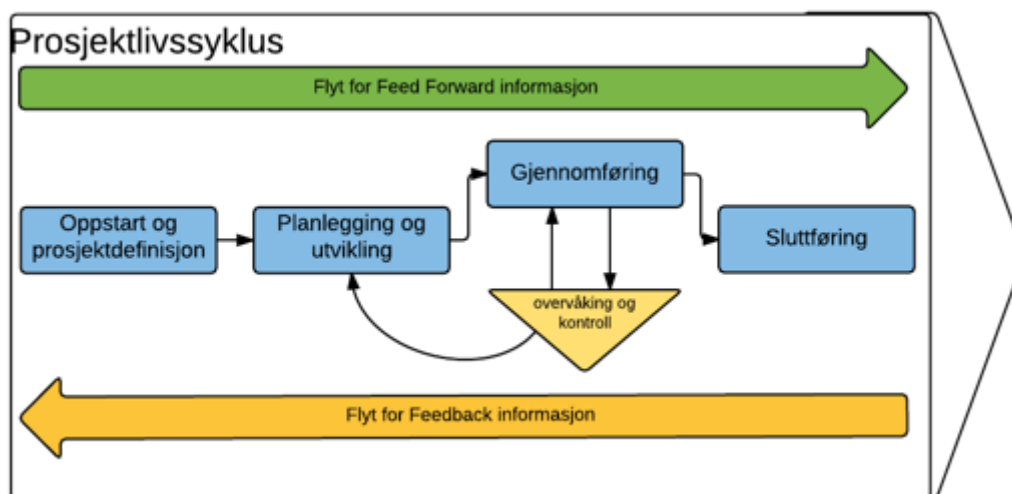 Prosjektlivssyklus
Flyt for Feed Forward informasjon
Oppstart og
prosjektdefinisjon
Planlegging og
utvikling
Gjennomføring
Sluttføring
overvåking og
kontroll
Flyt for Feedback informasjon